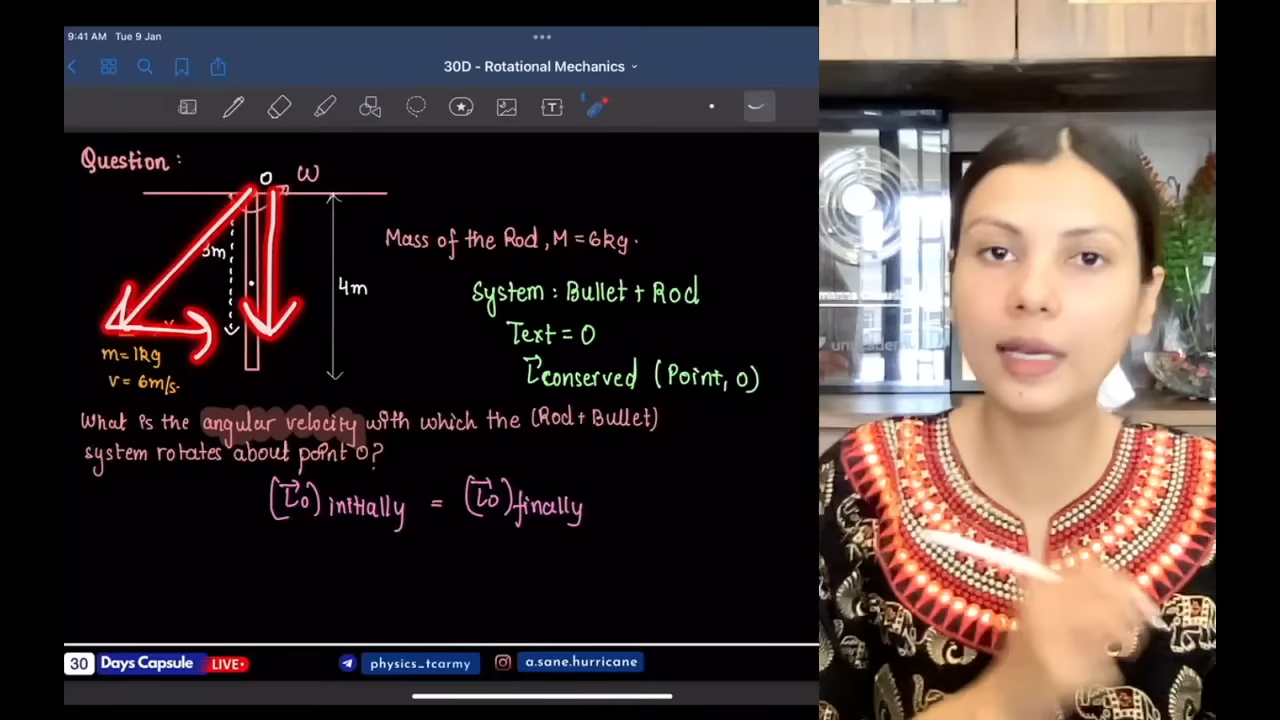 9:41 AM Tue 9 Jan
30D - Rotational Mechanics
Question:
O ω
3m
4m
m=1kg
v = 6m/s.
Mass of the Rod, M = 6kg.
System: Bullet + Rod
Text = 0
L conserved (Point, O)
What is the angular velocity with which the (Rod+Bullet)
system rotates about point O?
(L⃗o) initially = (L⃗o) finally
30 Days Capsule LIVE
physics_tcarmy
a.sane.hurricane